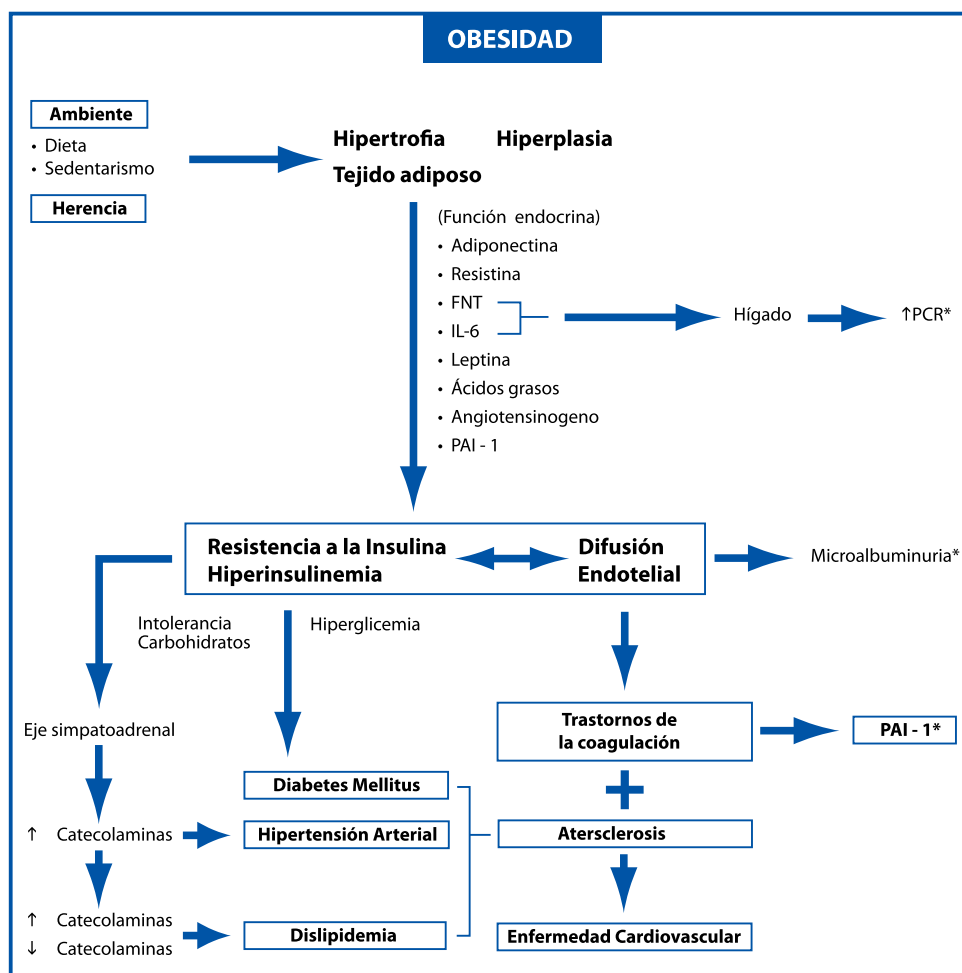 OBESIDAD
Ambiente
• Dieta
• Sedentarismo
Herencia
Hipertrofia Hiperplasia
Tejido adiposo
(Función endocrina)
• Adiponectina
• Resistina
• FNT
• IL-6
• Leptina
• Ácidos grasos
• Angiotensinogeno
• PAI - 1
Hígado
↑PCR*
Resistencia a la Insulina
Hiperinsulinemia
Difusión
Endotelial
Microalbuminuria*
Intolerancia
Carbohidratos
Hiperglicemia
Eje simpatoadrenal
Trastornos de
la coagulación
PAI - 1*
Diabetes Mellitus
+
↑ Catecolaminas
Hipertensión Arterial
Atersclerosis
↑ Catecolaminas
↓ Catecolaminas
Dislipidemia
Enfermedad Cardiovascular